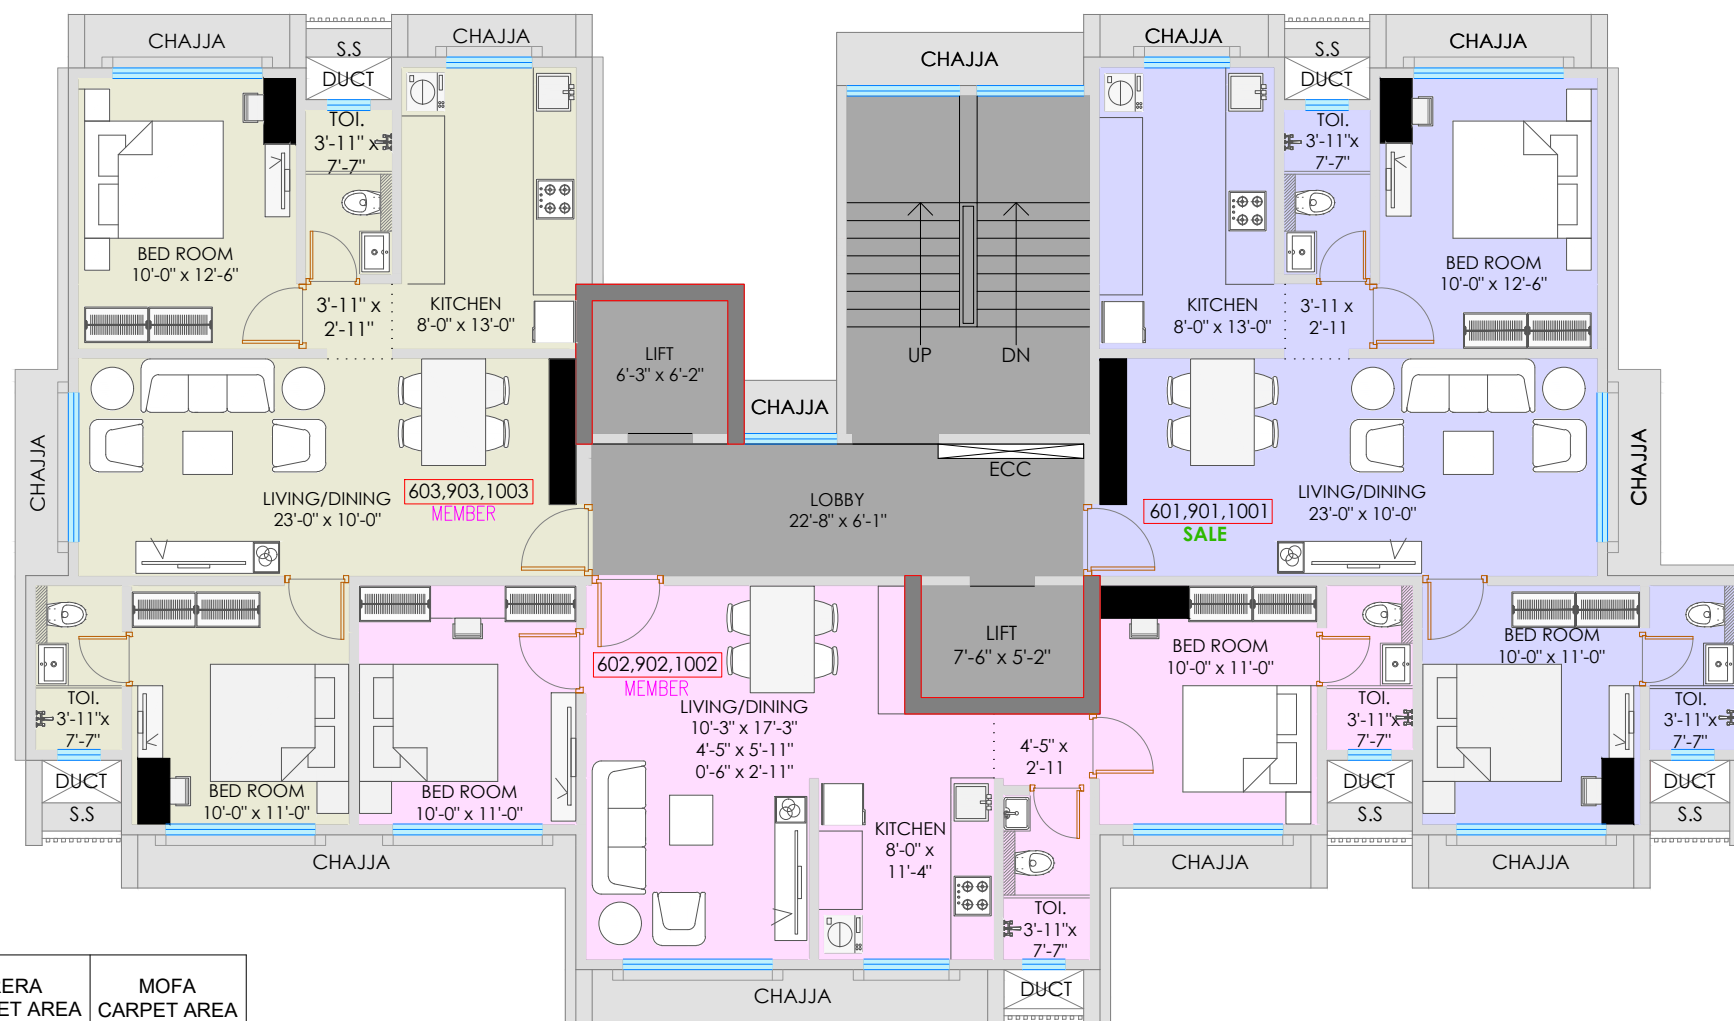 CHAJJA
S.S
DUCT
CHAJJA
CHAJJA
CHAJJA
S.S
DUCT
CHAJJA
TOI.
3'-11" x
7'-7"
TOI.
3'-11"x
7'-7"
BED ROOM
10'-0" x 12'-6"
3'-11" x
2'-11"
KITCHEN
8'-0" x 13'-0"
LIFT
6'-3" x 6'-2"
CHAJJA
UP
DN
KITCHEN
8'-0" x 13'-0"
3'-11 x
2'-11
BED ROOM
10'-0" x 12'-6"
CHAJJA
LIVING/DINING
23'-0" x 10'-0"
603,903,1003
MEMBER
LOBBY
22'-8" x 6'-1"
ECC
601,901,1001
SALE
LIVING/DINING
23'-0" x 10'-0"
CHAJJA
TOI.
3'-11"x
7'-7"
DUCT
S.S
BED ROOM
10'-0" x 11'-0"
BED ROOM
10'-0" x 11'-0"
602,902,1002
MEMBER
LIVING/DINING
10'-3" x 17'-3"
4'-5" x 5'-11"
0'-6" x 2'-11"
LIFT
7'-6" x 5'-2"
4'-5" x
2'-11
KITCHEN
8'-0" x
11'-4"
TOI.
3'-11"x
7'-7"
DUCT
BED ROOM
10'-0" x 11'-0"
TOI.
3'-11"x
7'-7"
DUCT
S.S
BED ROOM
10'-0" x 11'-0"
TOI.
3'-11"x
7'-7"
DUCT
S.S
CHAJJA
CHAJJA
CHAJJA
CHAJJA
MOFA
CARPET AREA